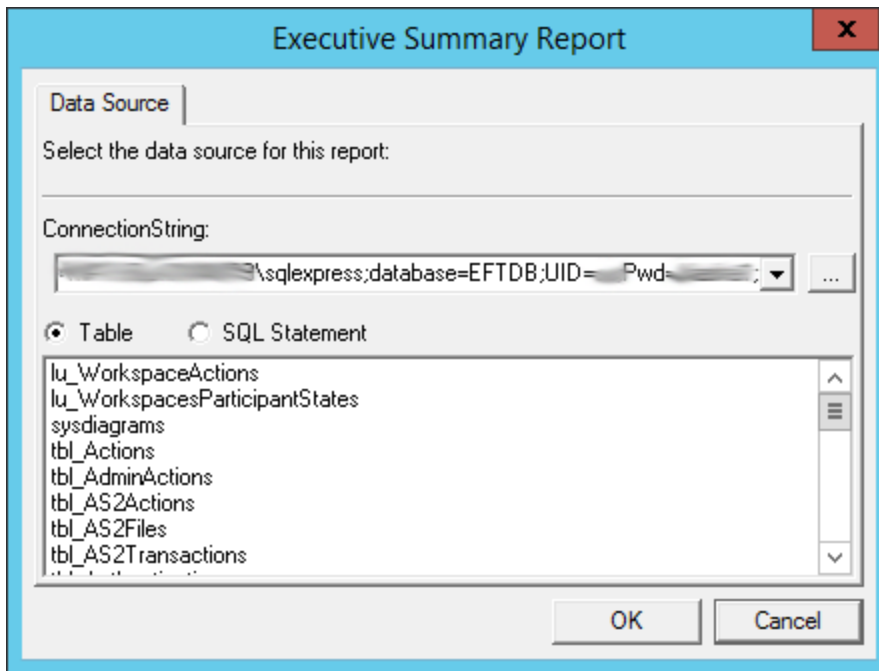 Executive Summary Report
x
Data Source
Select the data source for this report:
ConnectionString:
\sqlexpress;database=EFTDB;UID= Pwd= ;
...
Table SQL Statement
lu_WorkspaceActions
lu_WorkspacesParticipantStates
sysdiagrams
tbl_Actions
tbl_AdminActions
tbl_AS2Actions
tbl_AS2Files
tbl_AS2Transactions
OK Cancel